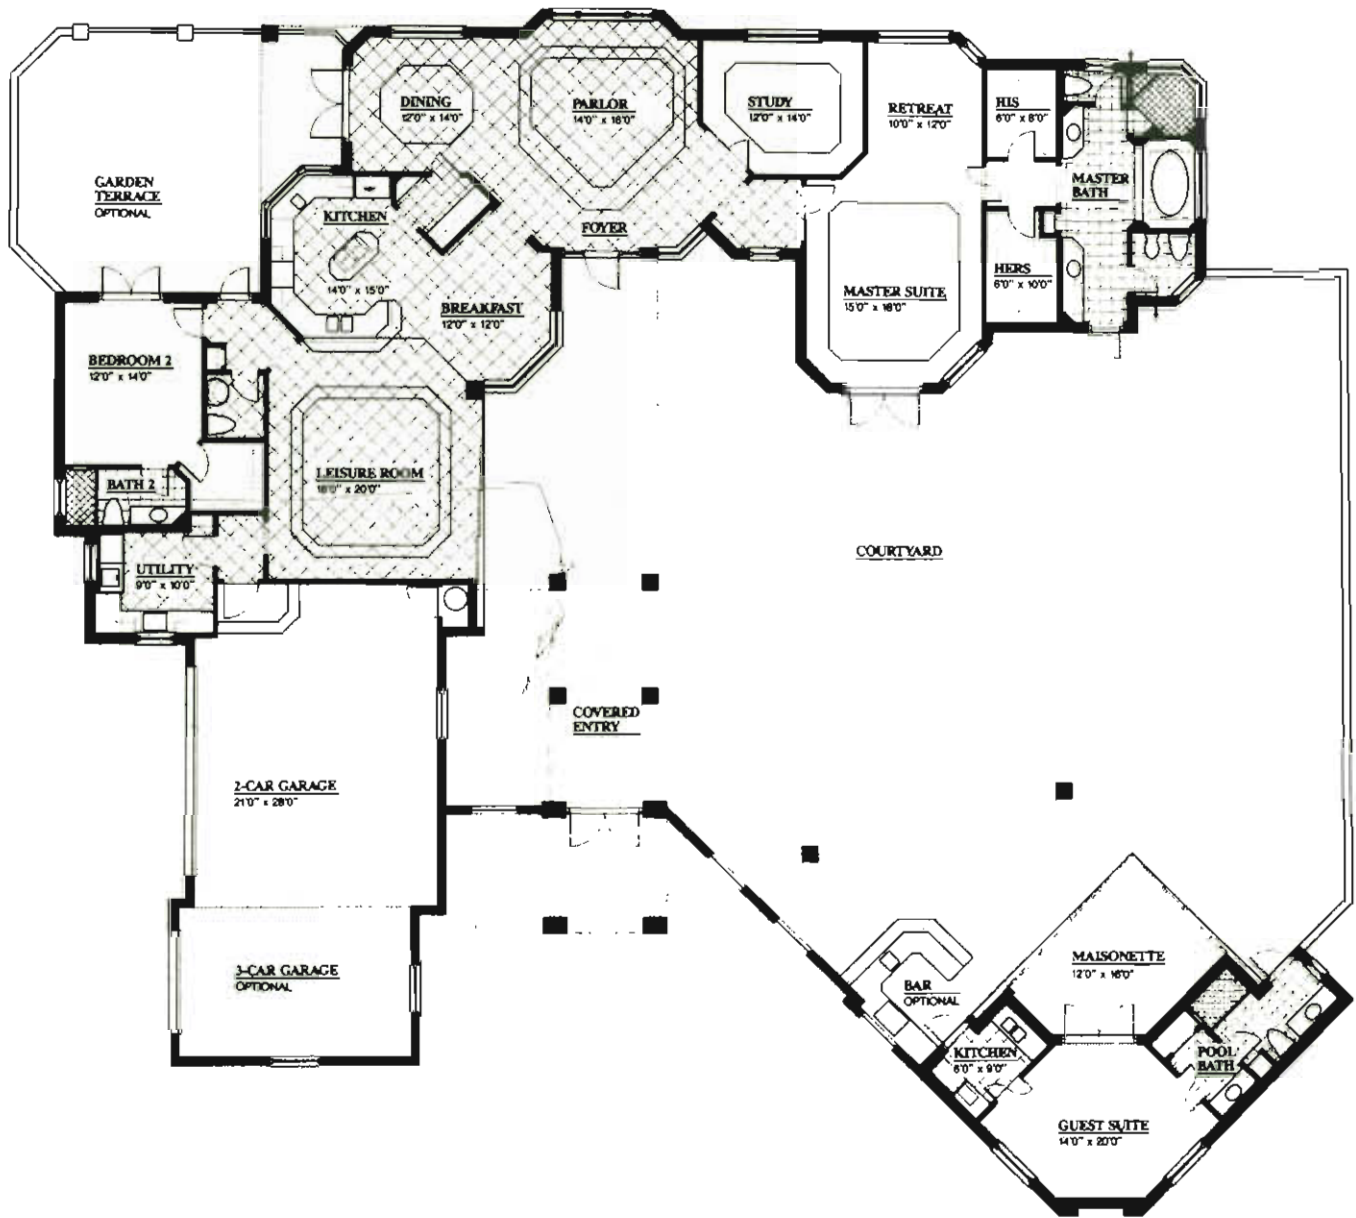 DINING
12'0" x 14'0"
PARLOR
14'0" x 16'0"
STUDY
12'0" x 14'0"
RETREAT
10'0" x 12'0"
HIS
6'0" x 8'0"
MASTER
BATH
GARDEN
TERRACE
OPTIONAL
KITCHEN
14'0" x 15'0"
FOYER
HERS
6'0" x 10'0"
MASTER SUITE
15'0" x 18'0"
BREAKFAST
12'0" x 12'0"
BEDROOM 2
12'0" x 14'0"
LEISURE ROOM
18'0" x 20'0"
BATH 2
COURTYARD
UTILITY
9'0" x 10'0"
COVERED
ENTRY
2-CAR GARAGE
21'0" x 28'0"
3-CAR GARAGE
OPTIONAL
BAR
OPTIONAL
MAISONETTE
12'0" x 16'0"
KITCHEN
6'0" x 9'0"
POOL
BATH
GUEST SUITE
14'0" x 20'0"